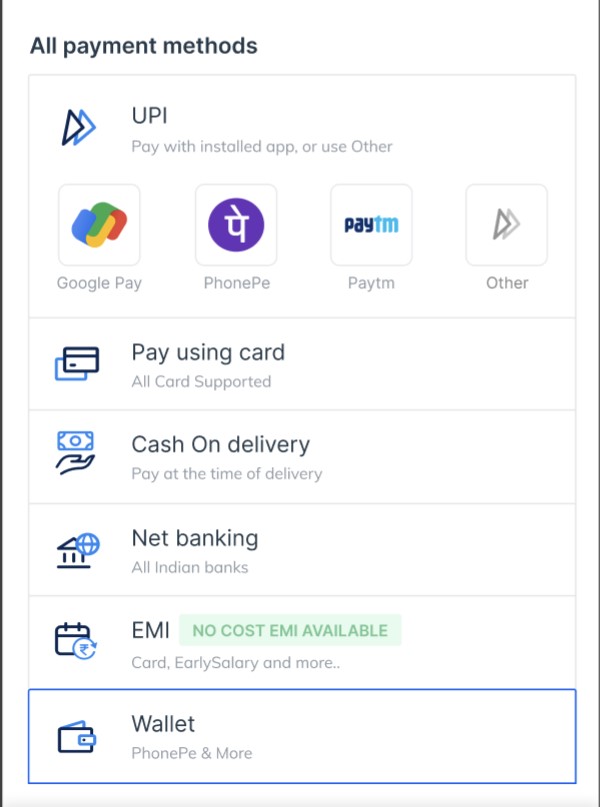 All payment methods
UPI
Pay with installed app, or use Other
पे
paytm
Google Pay PhonePe Paytm Other
Pay using card
All Card Supported
Cash On delivery
Pay at the time of delivery
Net banking
All Indian banks
EMI NO COST EMI AVAILABLE
₹
Card, EarlySalary and more..
Wallet
PhonePe & More